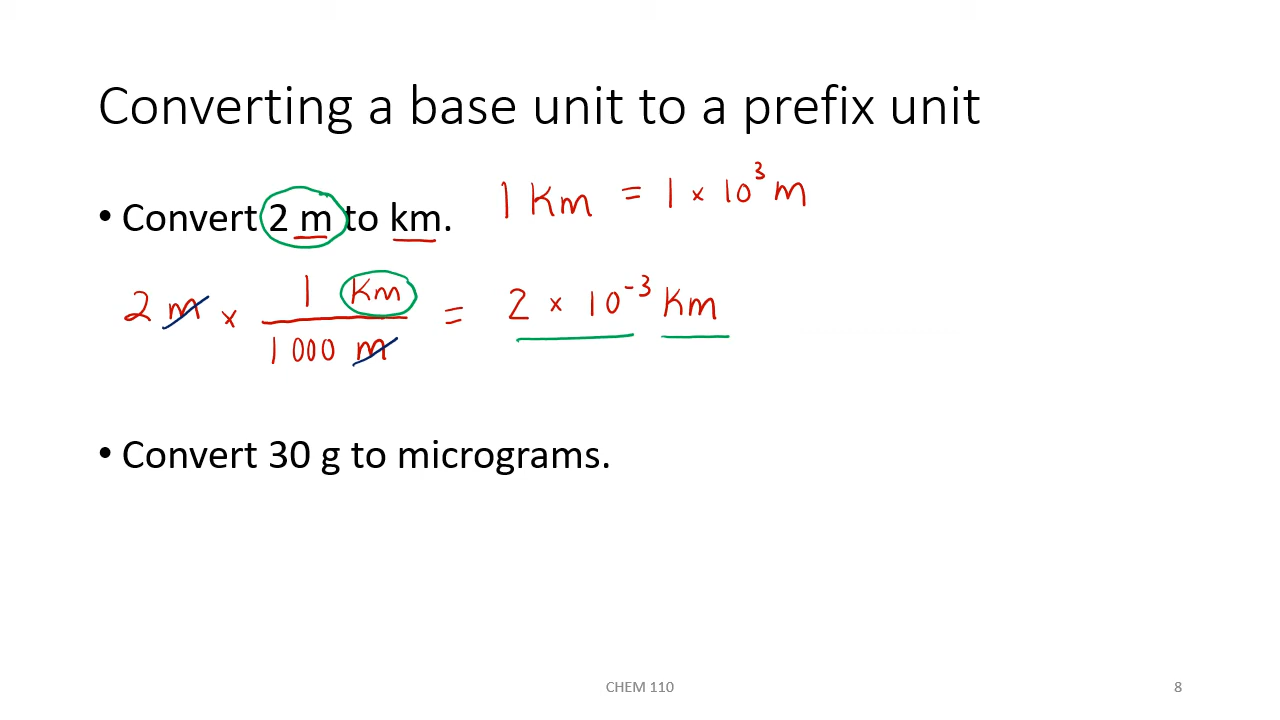 Converting a base unit to a prefix unit
• Convert 2 m to km. 1 Km = 1 × 10³ m
2 m × 1 Km / 1000 m = 2 × 10⁻³ Km
• Convert 30 g to micrograms.
CHEM 110 8